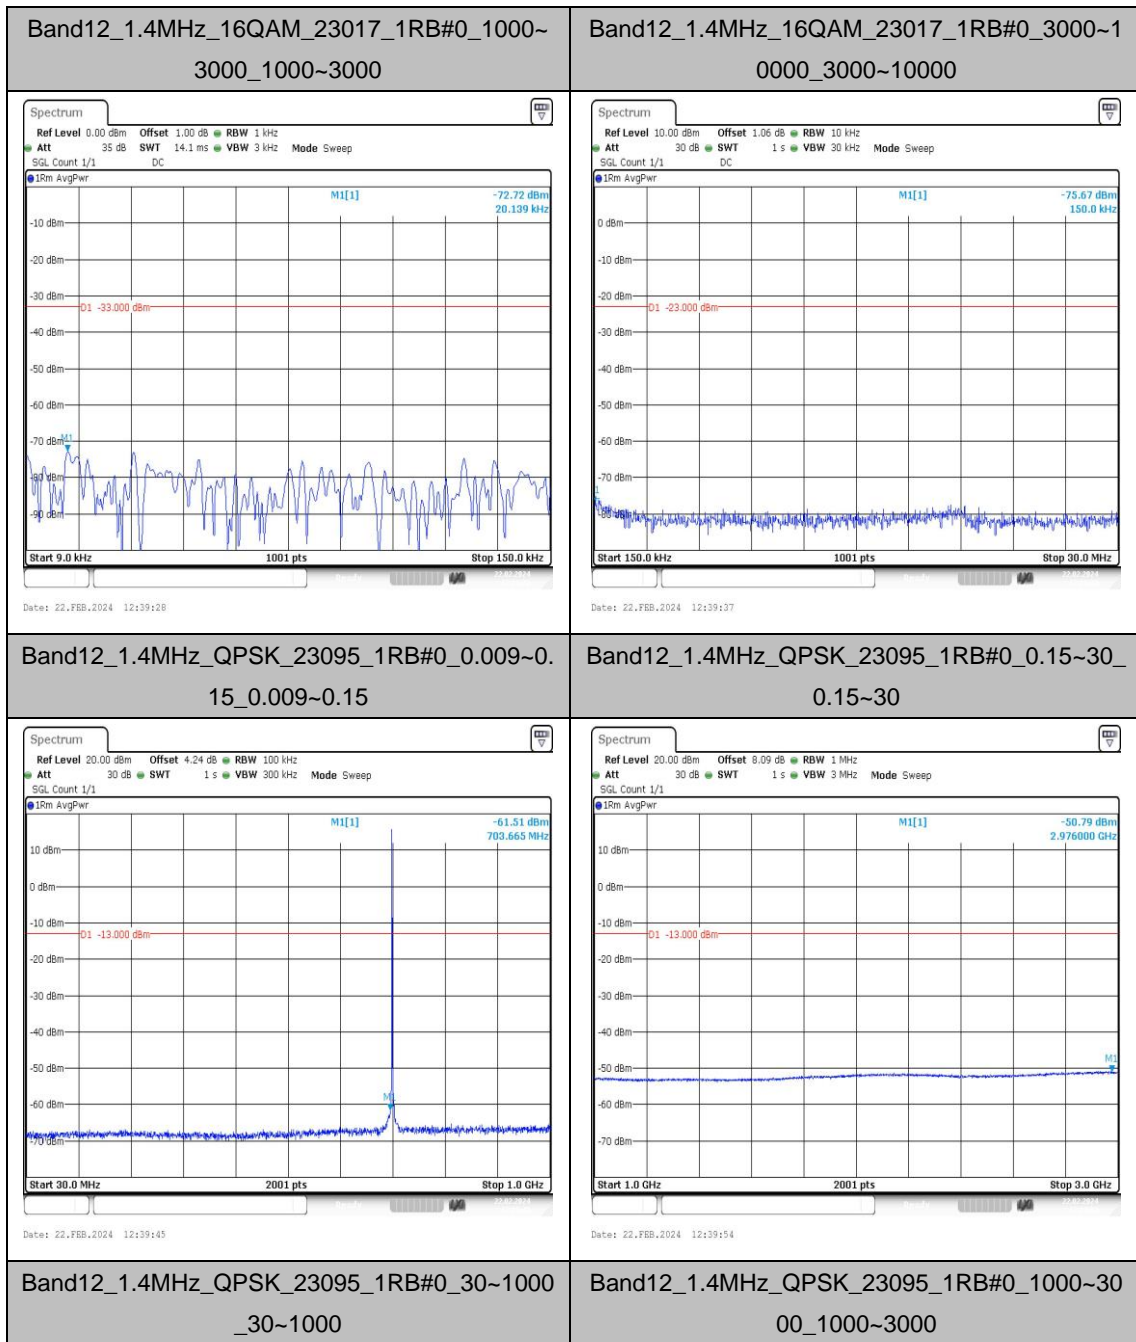 Band12_1.4MHz_16QAM_23017_1RB#0_1000~
3000_1000~3000
Band12_1.4MHz_16QAM_23017_1RB#0_3000~1
0000_3000~10000
Spectrum
Ref Level 0.00 dBm Offset 1.00 dB RBW 1 kHz
Att 35 dB SWT 14.1 ms VBW 3 kHz Mode Sweep
SGL Count 1/1 DC
1Rm AvgPwr
M1[1] -72.72 dBm
20.139 kHz
-10 dBm
-20 dBm
-30 dBm
D1 -33.000 dBm
-40 dBm
-50 dBm
-60 dBm
-70 dBm
M1
-80 dBm
-90 dBm
Start 9.0 kHz 1001 pts Stop 150.0 kHz
Date: 22.FEB.2024 12:39:28
Spectrum
Ref Level 10.00 dBm Offset 1.06 dB RBW 10 kHz
Att 30 dB SWT 1 s VBW 30 kHz Mode Sweep
SGL Count 1/1 DC
1Rm AvgPwr
M1[1] -75.67 dBm
150.0 kHz
0 dBm
-10 dBm
-20 dBm
D1 -23.000 dBm
-30 dBm
-40 dBm
-50 dBm
-60 dBm
-70 dBm
-80 dBm
Start 150.0 kHz 1001 pts Stop 30.0 MHz
Date: 22.FEB.2024 12:39:37
Band12_1.4MHz_QPSK_23095_1RB#0_0.009~0.
15_0.009~0.15
Band12_1.4MHz_QPSK_23095_1RB#0_0.15~30_
0.15~30
Spectrum
Ref Level 20.00 dBm Offset 4.24 dB RBW 100 kHz
Att 30 dB SWT 1 s VBW 300 kHz Mode Sweep
SGL Count 1/1
1Rm AvgPwr
M1[1] -61.51 dBm
703.665 MHz
10 dBm
0 dBm
-10 dBm
D1 -13.000 dBm
-20 dBm
-30 dBm
-40 dBm
-50 dBm
-60 dBm
M1
-70 dBm
Start 30.0 MHz 2001 pts Stop 1.0 GHz
Date: 22.FEB.2024 12:39:45
Spectrum
Ref Level 20.00 dBm Offset 8.09 dB RBW 1 MHz
Att 30 dB SWT 1 s VBW 3 MHz Mode Sweep
SGL Count 1/1
1Rm AvgPwr
M1[1] -50.79 dBm
2.976000 GHz
10 dBm
0 dBm
-10 dBm
D1 -13.000 dBm
-20 dBm
-30 dBm
-40 dBm
-50 dBm
M1
-60 dBm
-70 dBm
Start 1.0 GHz 2001 pts Stop 3.0 GHz
Date: 22.FEB.2024 12:39:54
Band12_1.4MHz_QPSK_23095_1RB#0_30~1000
_30~1000
Band12_1.4MHz_QPSK_23095_1RB#0_1000~30
00_1000~3000